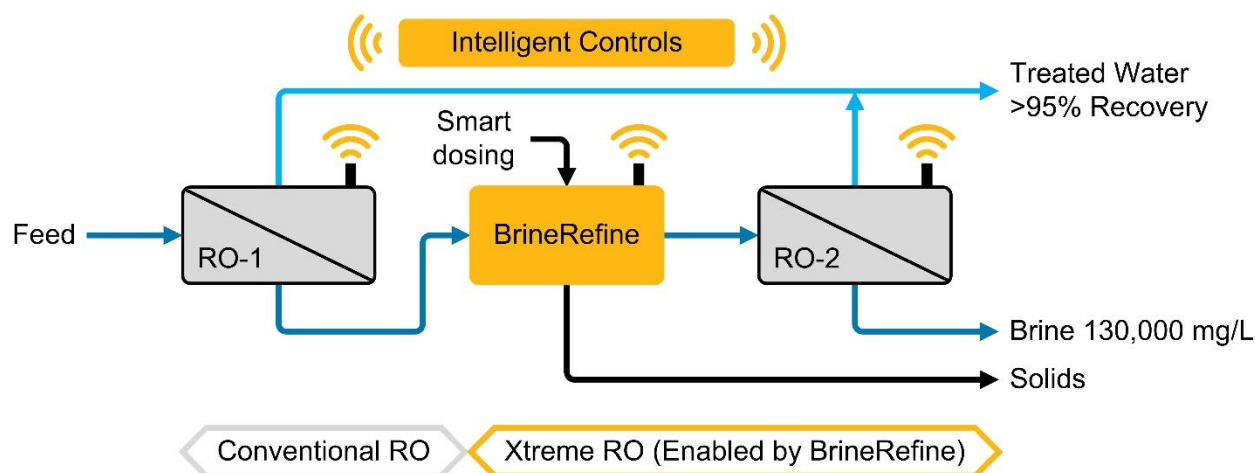 Intelligent Controls
Treated Water
>95% Recovery
Smart
dosing
Feed
RO-1
BrineRefine
RO-2
Brine 130,000 mg/L
Solids
Conventional RO
Xtreme RO (Enabled by BrineRefine)